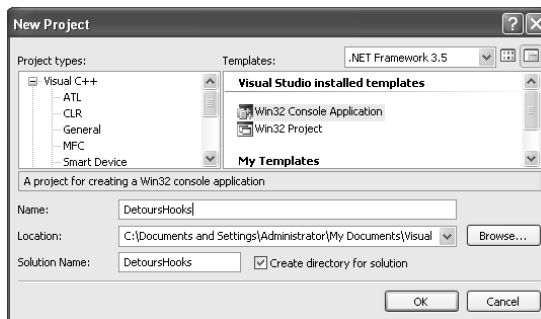 New Project
Project types:
Templates:
.NET Framework 3.5
Visual C++
ATL
CLR
General
MFC
Smart Device
Visual Studio installed templates
Win32 Console Application
Win32 Project
My Templates
A project for creating a Win32 console application
Name:
DetoursHooks
Location:
C:\Documents and Settings\Administrator\My Documents\Visual
Browse...
Solution Name:
DetoursHooks
Create directory for solution
OK
Cancel